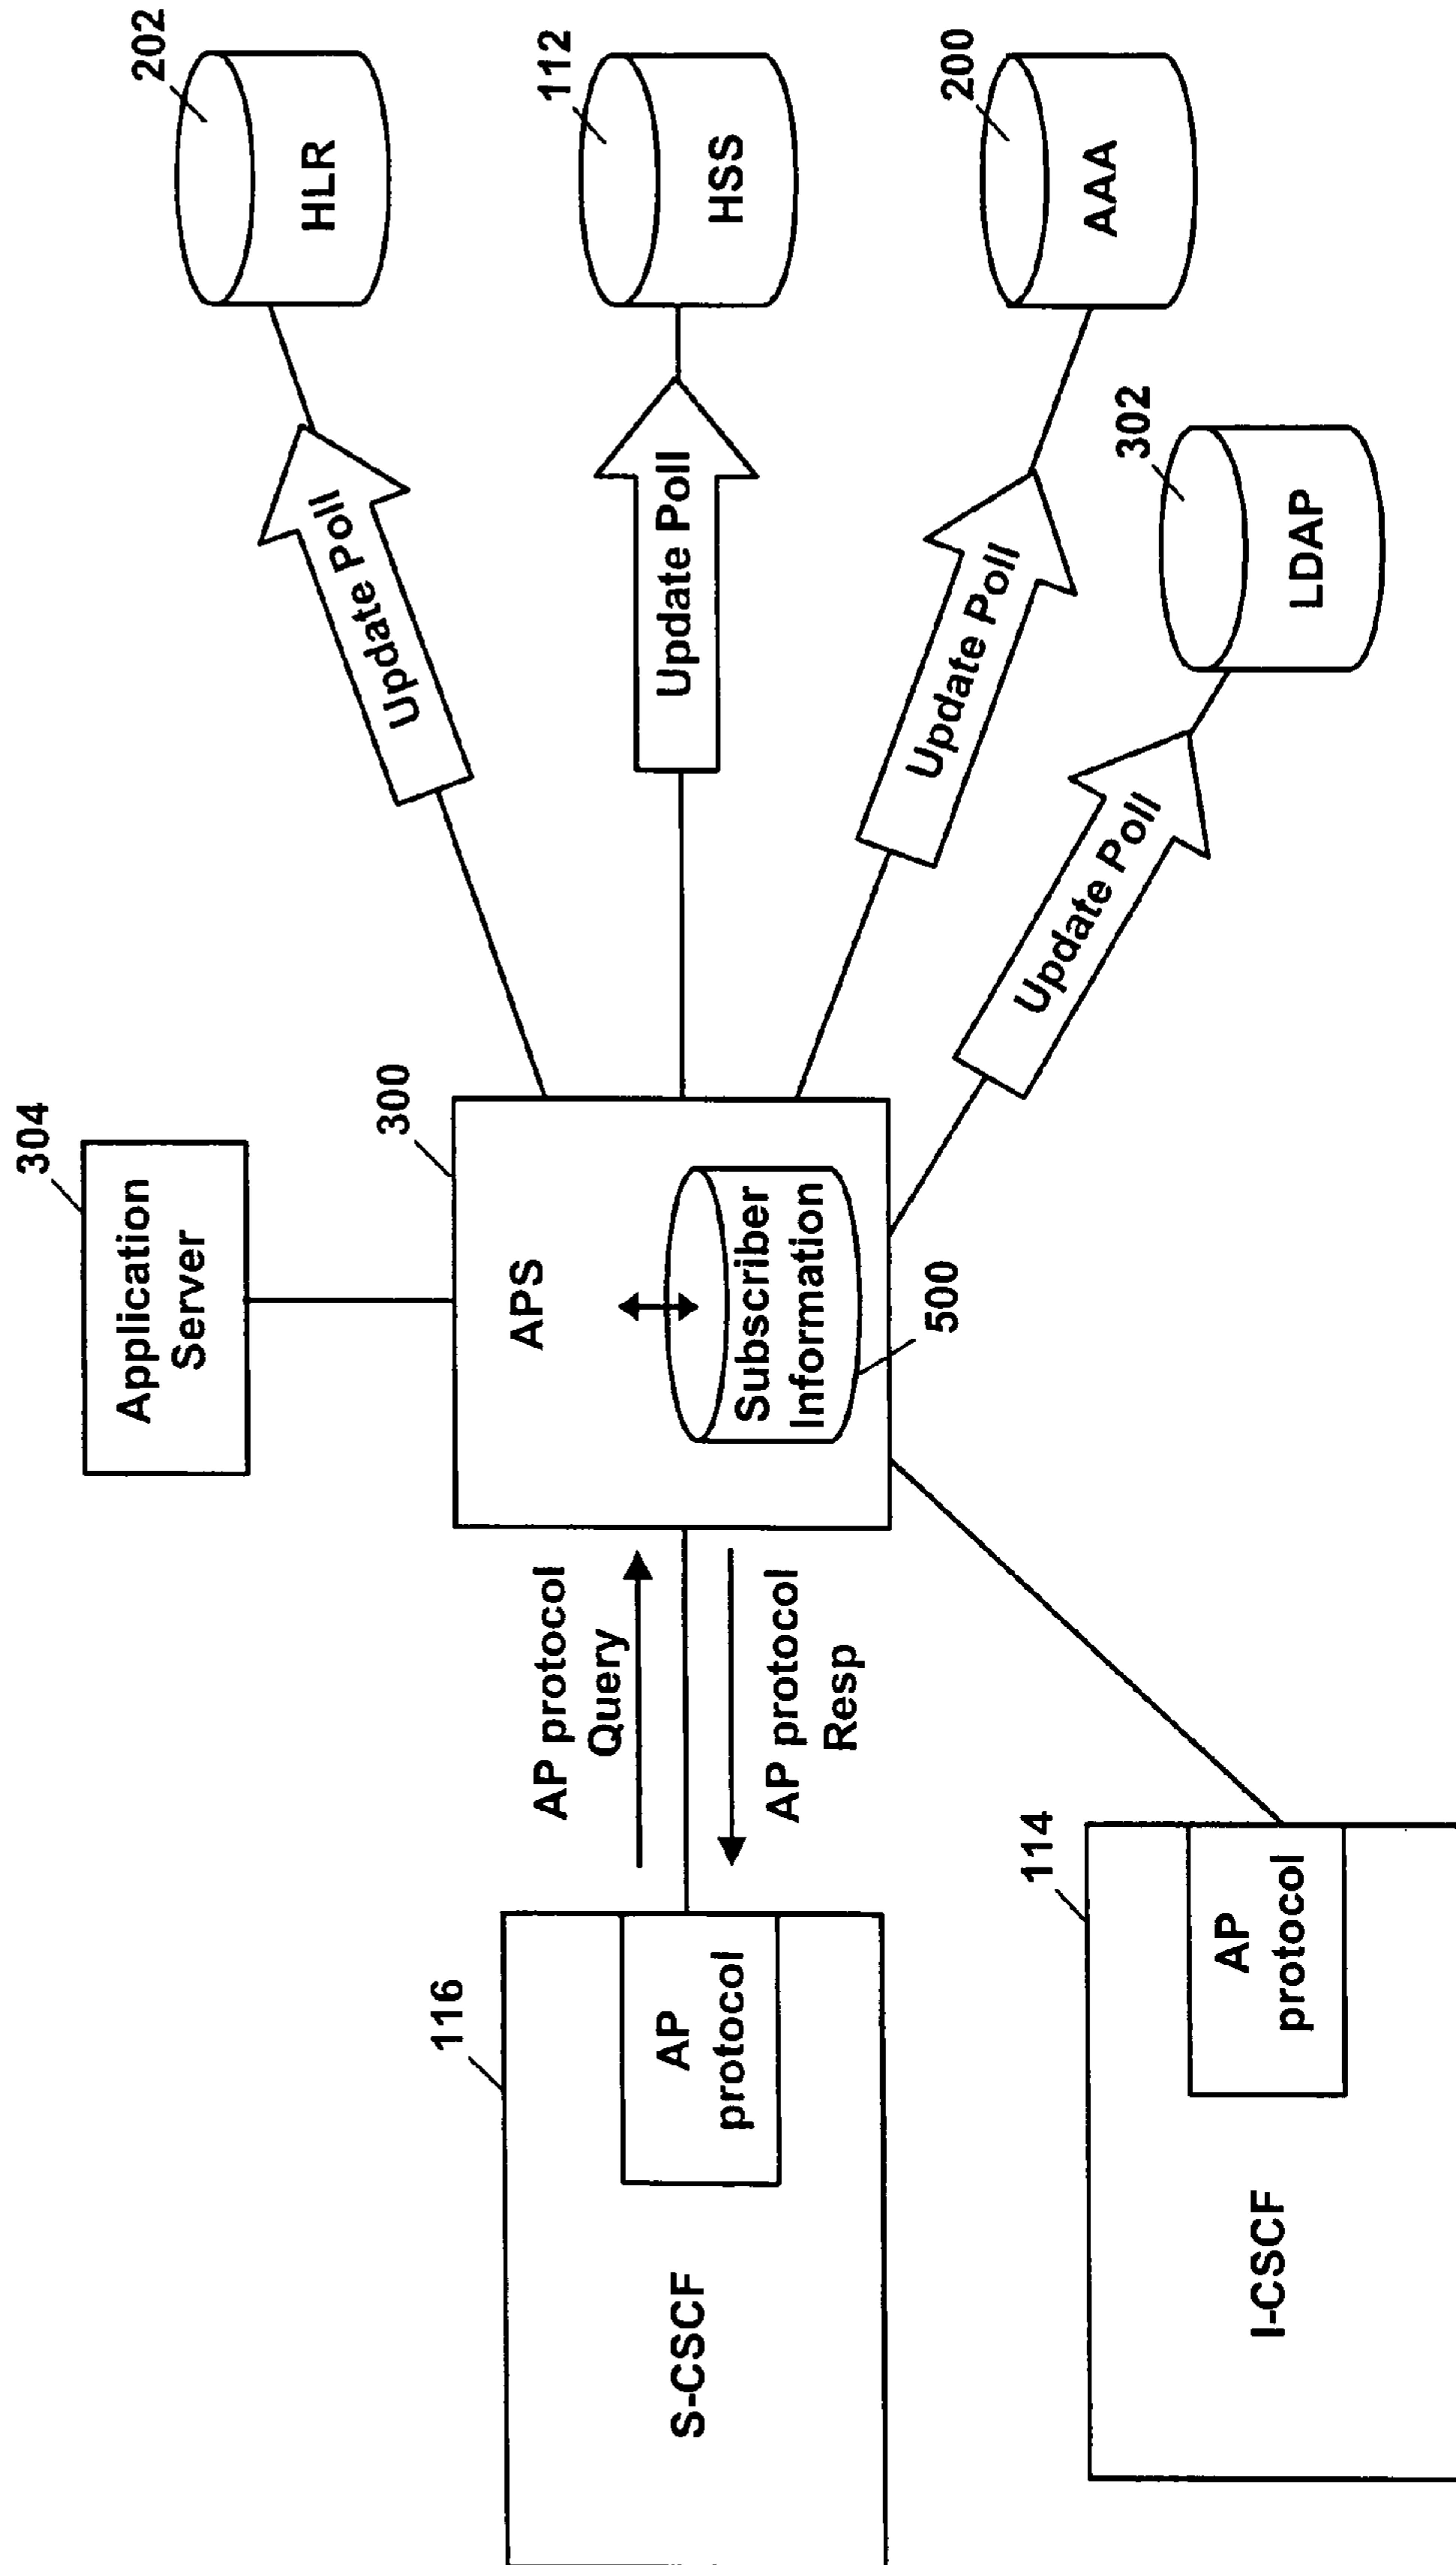 304
Application
Server
202
HLR
116
S-CSCF
AP
protocol
AP protocol
Query
AP protocol
Resp
300
APS
Subscriber
Information
500
Update Poll
Update Poll
112
HSS
Update Poll
200
AAA
Update Poll
302
LDAP
114
I-CSCF
AP
protocol